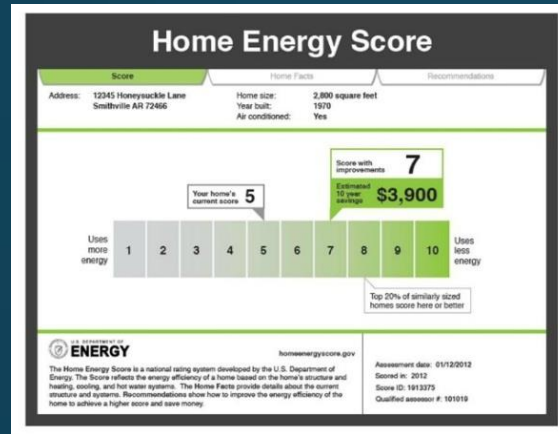 Home Energy Score
Score
Home Facts
Recommendations
Address: 12345 Honeysuckle Lane
Smithville AR 72466
Home size: 2,800 square feet
Year built: 1970
Air conditioned: Yes
Score with improvements 7
Estimated 10 year savings $3,900
Your home's current score 5
Uses more energy
1 2 3 4 5 6 7 8 9 10
Uses less energy
Top 20% of similarly sized
homes score here or better
U.S. DEPARTMENT OF
ENERGY
homeenergyscore.gov
The Home Energy Score is a national rating system developed by the U.S. Department of
Energy. The Score reflects the energy efficiency of a home based on the home's structure and
heating, cooling, and hot water systems. The Home Facts provide details about the current
structure and systems. Recommendations show how to improve the energy efficiency of the
home to achieve a higher score and save money.
Assessment date: 01/12/2012
Scored in: 2012
Score ID: 1913375
Qualified assessor #: 101019